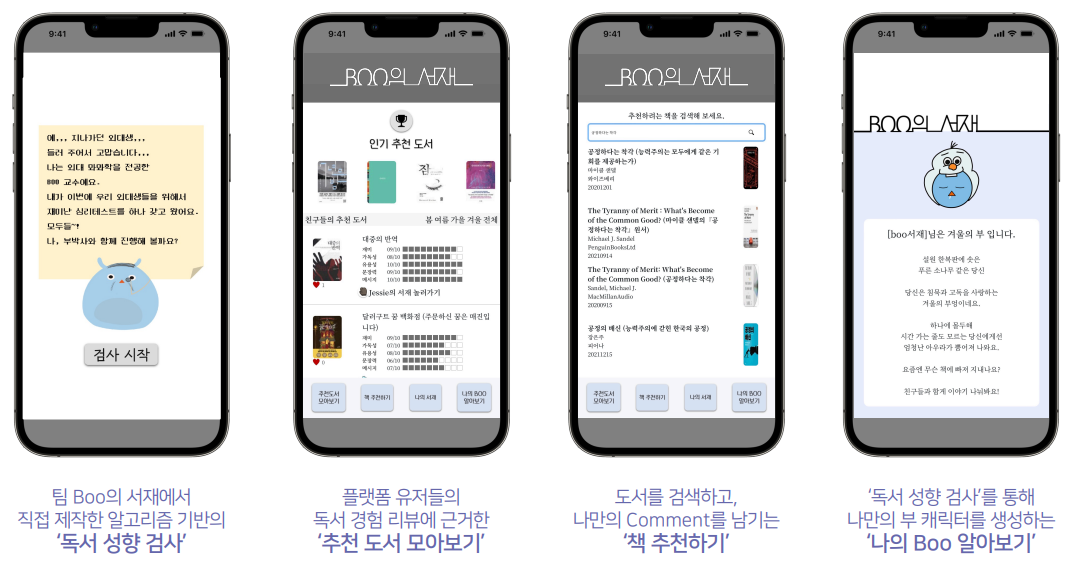 9:41
에,,, 지나가던 외대생,,,
들러 주어서 고맙습니다,,,
나는 외대 와와학을 전공한
BOO 교수에요.
내가 이번에 우리 외대생들을 위해서
재미난 심리테스트를 하나 갖고 왔어요.
모두들~!
나, 부박사와 함께 진행해 볼까요?
검사 시작
팀 Boo의 서재에서
직접 제작한 알고리즘 기반의
‘독서 성향 검사’
9:41
BOO의 서재
인기 추천 도서
짐
친구들의 추천 도서
봄 여름 가을 겨울 전체
대중의 반역
대중의 반역
재미 09/10
가독성 08/10
유용성 10/10
문장력 09/10
메시지 10/10
1
Jessie의 서재 놀러가기
달러구트 꿈 백화점 (주문하신 꿈은 매진입
니다)
재미 09/10
가독성 07/10
유용성 08/10
문장력 06/10
메시지 07/10
0
추천도서
모아보기
책 추천하기
나의 서재
나의 BOO
알아보기
플랫폼 유저들의
독서 경험 리뷰에 근거한
‘추천 도서 모아보기’
9:41
BOO의 서재
추천하려는 책을 검색해 보세요.
공정하다는 착각
공정하다는 착각 (능력주의는 모두에게 같은 기
회를 제공하는가)
마이클 샌델
와이즈베리
20201201
The Tyranny of Merit : What's Become
of the Common Good? (마이클 샌델의『공
정하다는 착각』원서)
Michael J. Sandel
PenguinBooksLtd
20210914
The Tyranny of Merit: What's Become
of the Common Good? (공정하다는 착각)
Sandel, Michael J.
MacMillanAudio
20200915
공정의 배신 (능력주의에 갇힌 한국의 공정)
장은주
피어나
20211215
추천도서
모아보기
책 추천하기
나의 서재
나의 BOO
알아보기
도서를 검색하고,
나만의 Comment를 남기는
‘책 추천하기’
9:41
BOO의 서재
[boo서재]님은 겨울의 부 입니다.
설원 한복판에 솟은
푸른 소나무 같은 당신
당신은 침묵과 고독을 사랑하는
겨울의 부엉이네요.
하나에 몰두해
시간 가는 줄도 모르는 당신에게선
엄청난 아우라가 뿜어져 나와요.
요즘엔 무슨 책에 빠져 지내나요?
친구들과 함께 이야기 나눠봐요!
‘독서 성향 검사’를 통해
나만의 부 캐릭터를 생성하는
‘나의 Boo 알아보기’